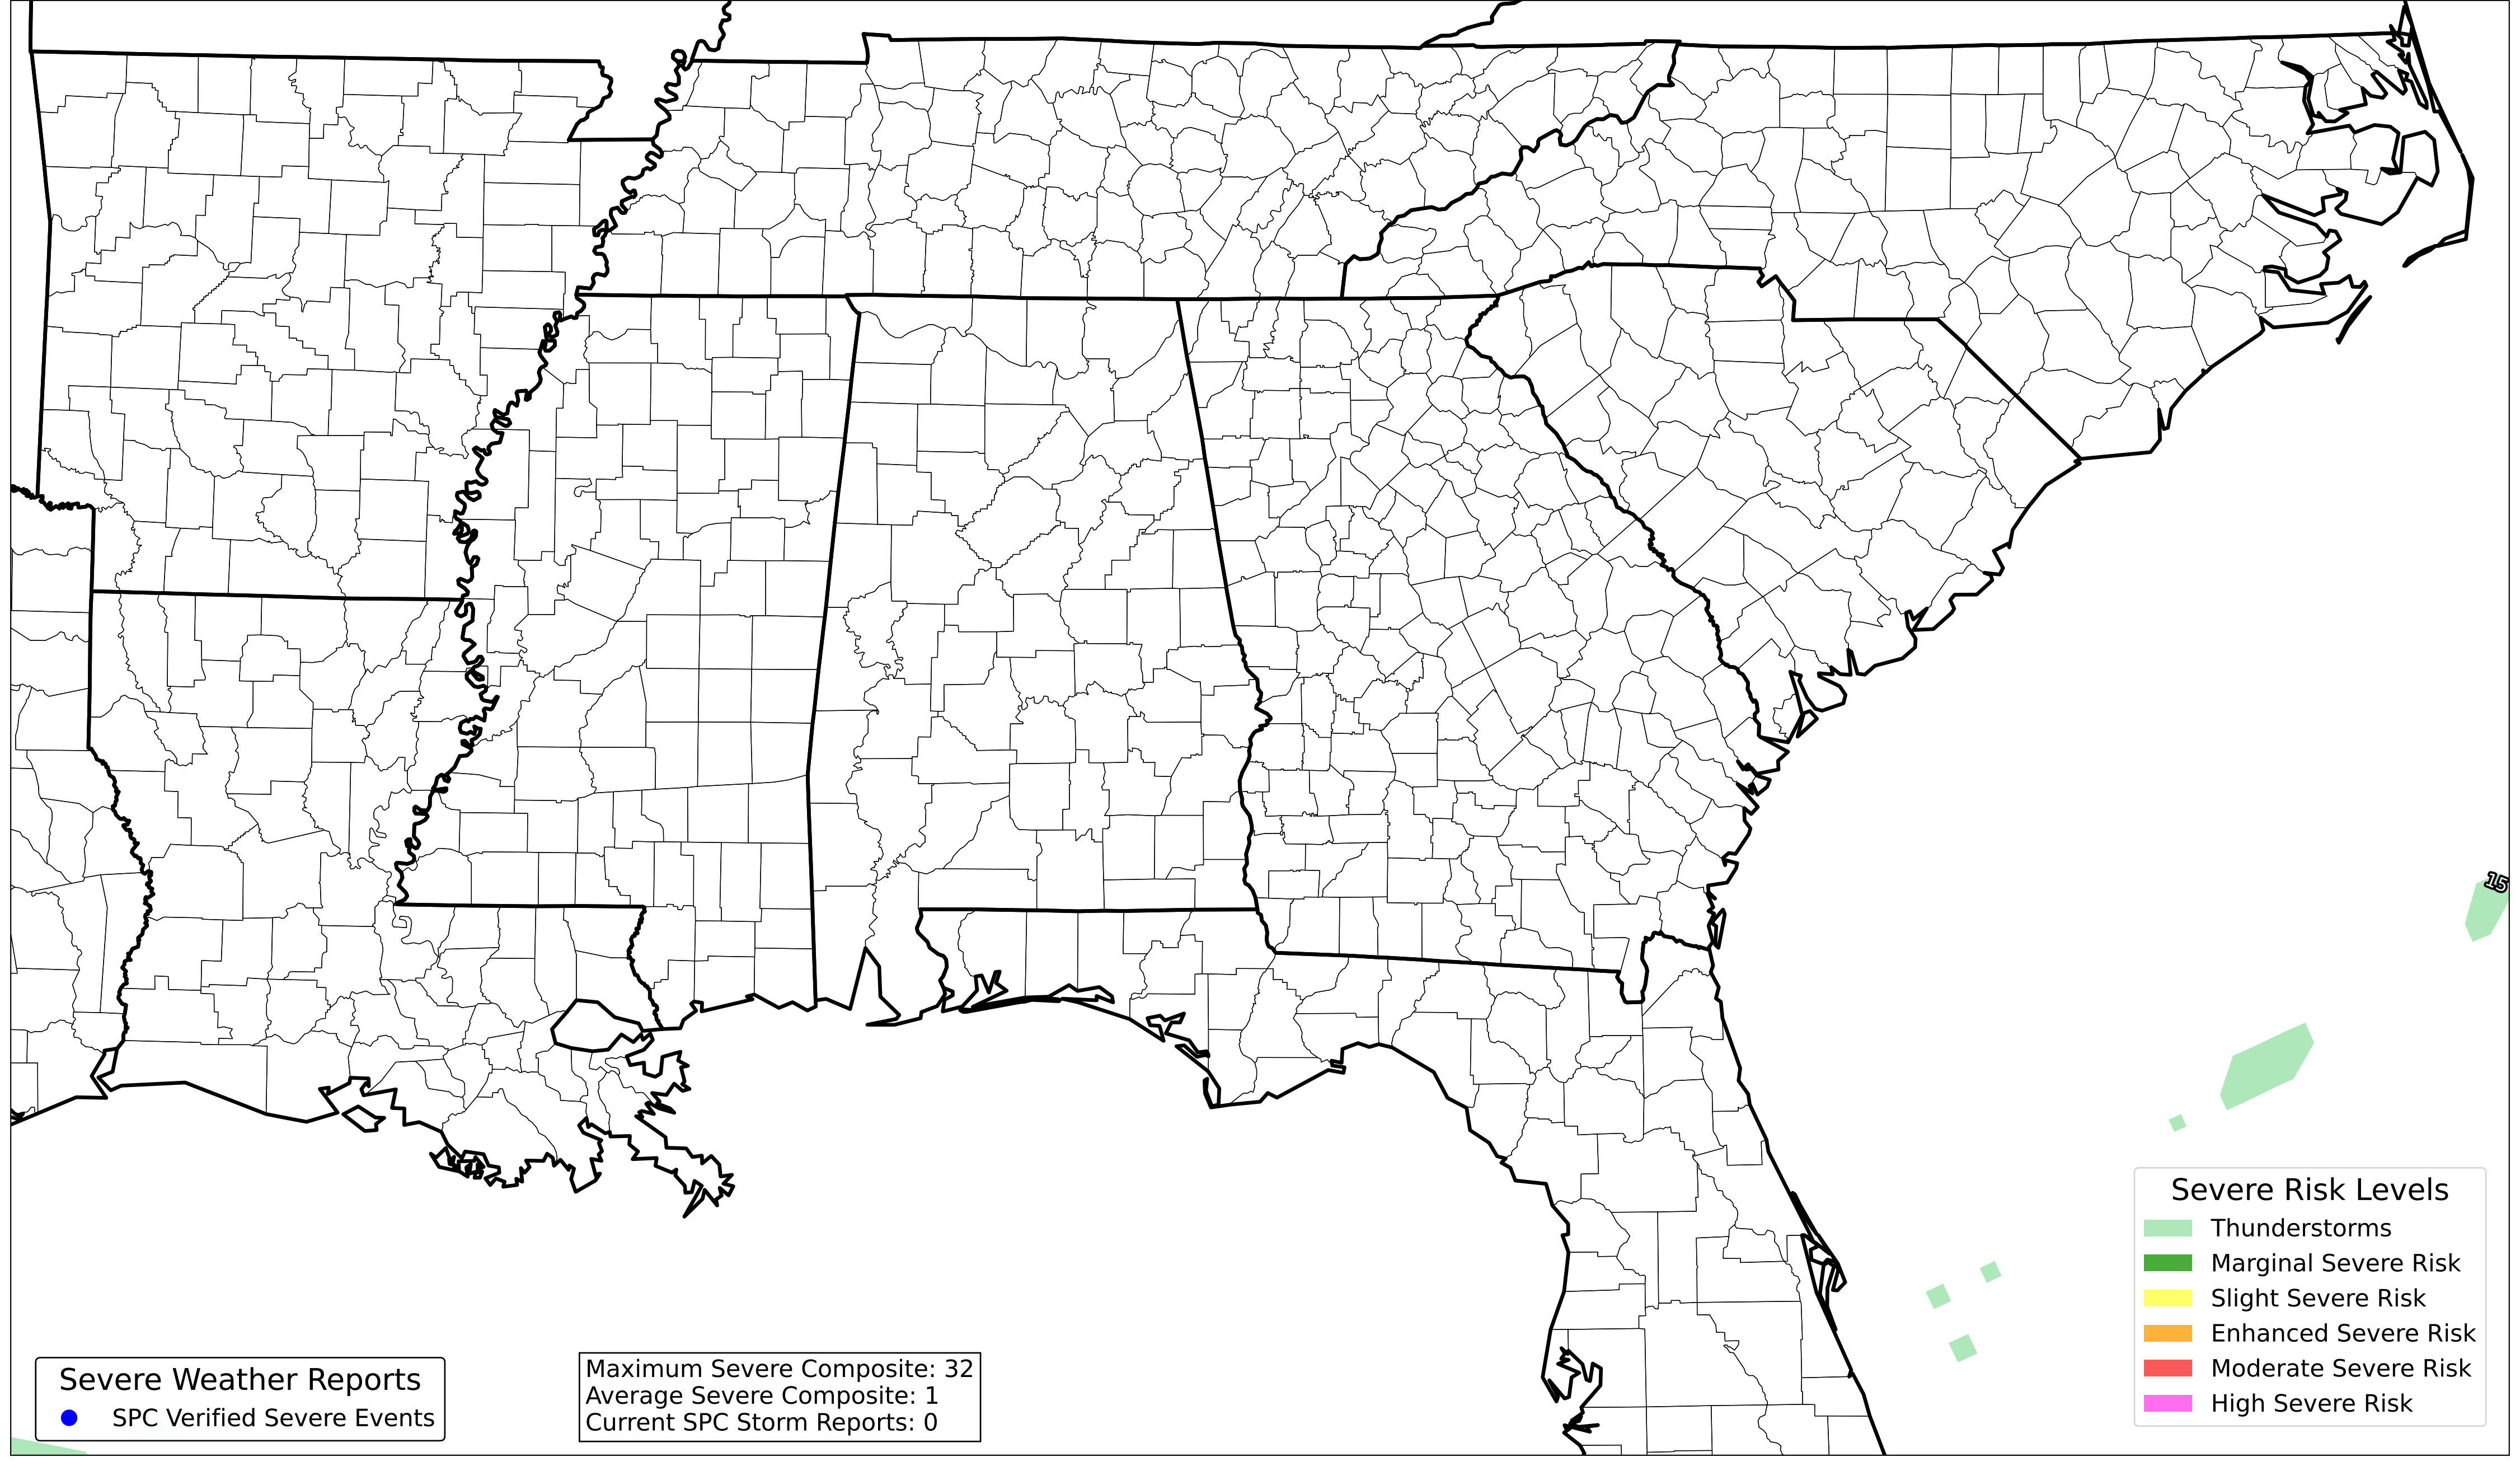 15
Severe Risk Levels
Thunderstorms
Marginal Severe Risk
Slight Severe Risk
Enhanced Severe Risk
Moderate Severe Risk
High Severe Risk
Severe Weather Reports
SPC Verified Severe Events
Maximum Severe Composite: 32
Average Severe Composite: 1
Current SPC Storm Reports: 0